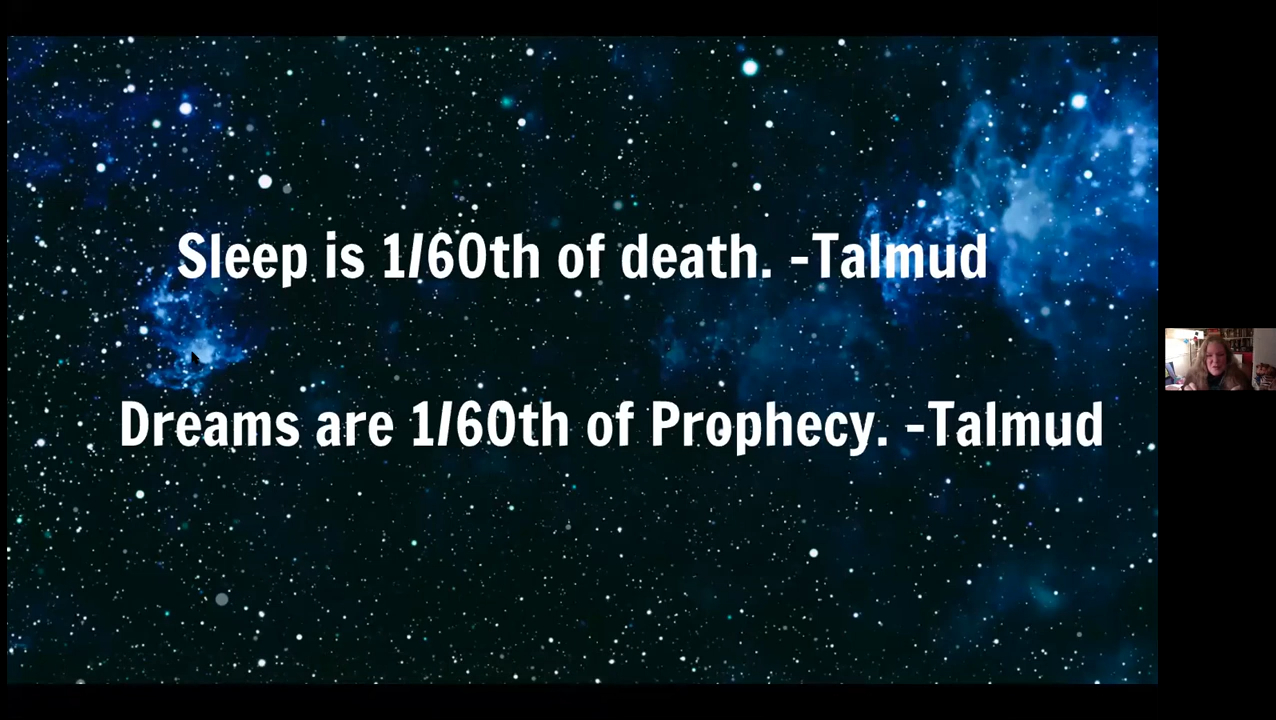 Sleep is 1/60th of death. -Talmud
Dreams are 1/60th of Prophecy. -Talmud